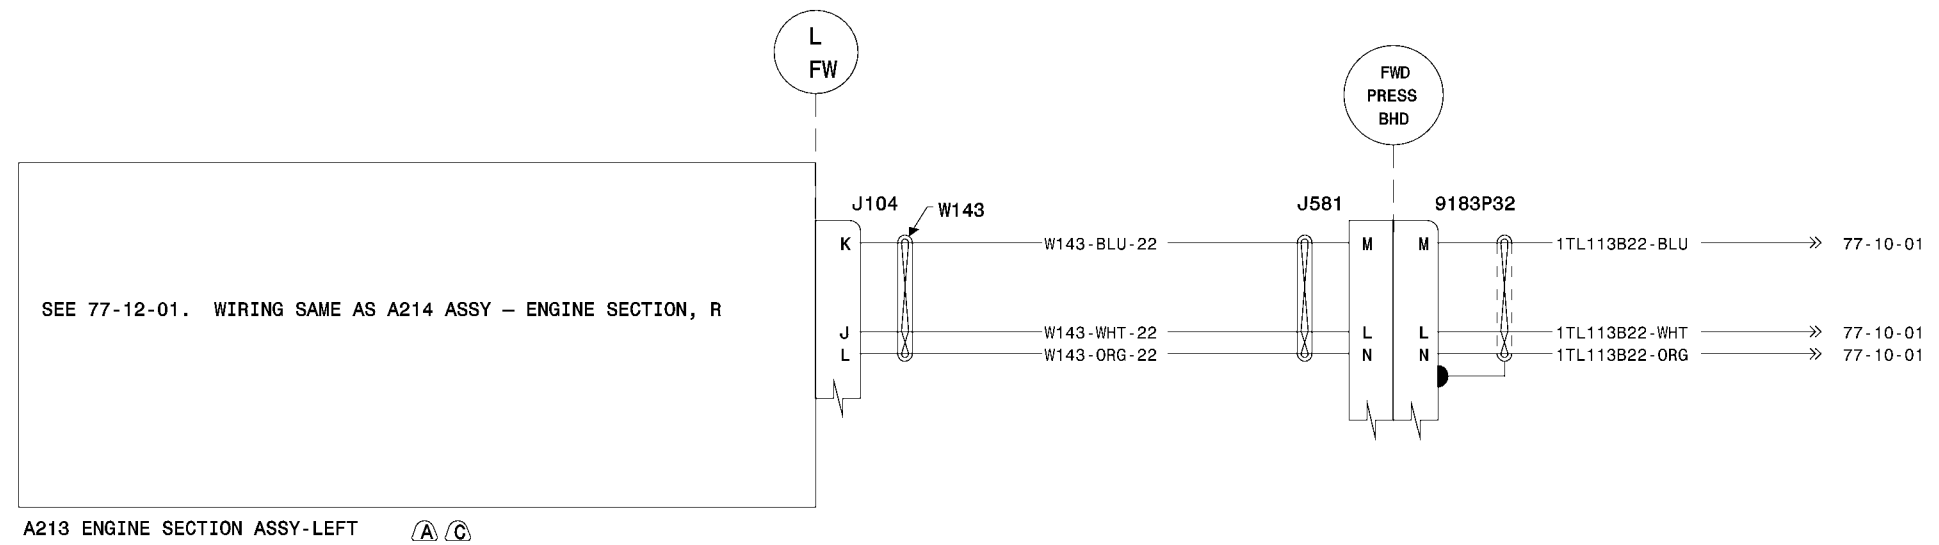 L
FW
FWD
PRESS
BHD
J104
W143
J581
9183P32
K
W143-BLU-22
M
M
1TL113B22-BLU
77-10-01
SEE 77-12-01. WIRING SAME AS A214 ASSY — ENGINE SECTION, R
J
W143-WHT-22
L
L
1TL113B22-WHT
77-10-01
L
W143-ORG-22
N
N
1TL113B22-ORG
77-10-01
A213 ENGINE SECTION ASSY-LEFT
A
C